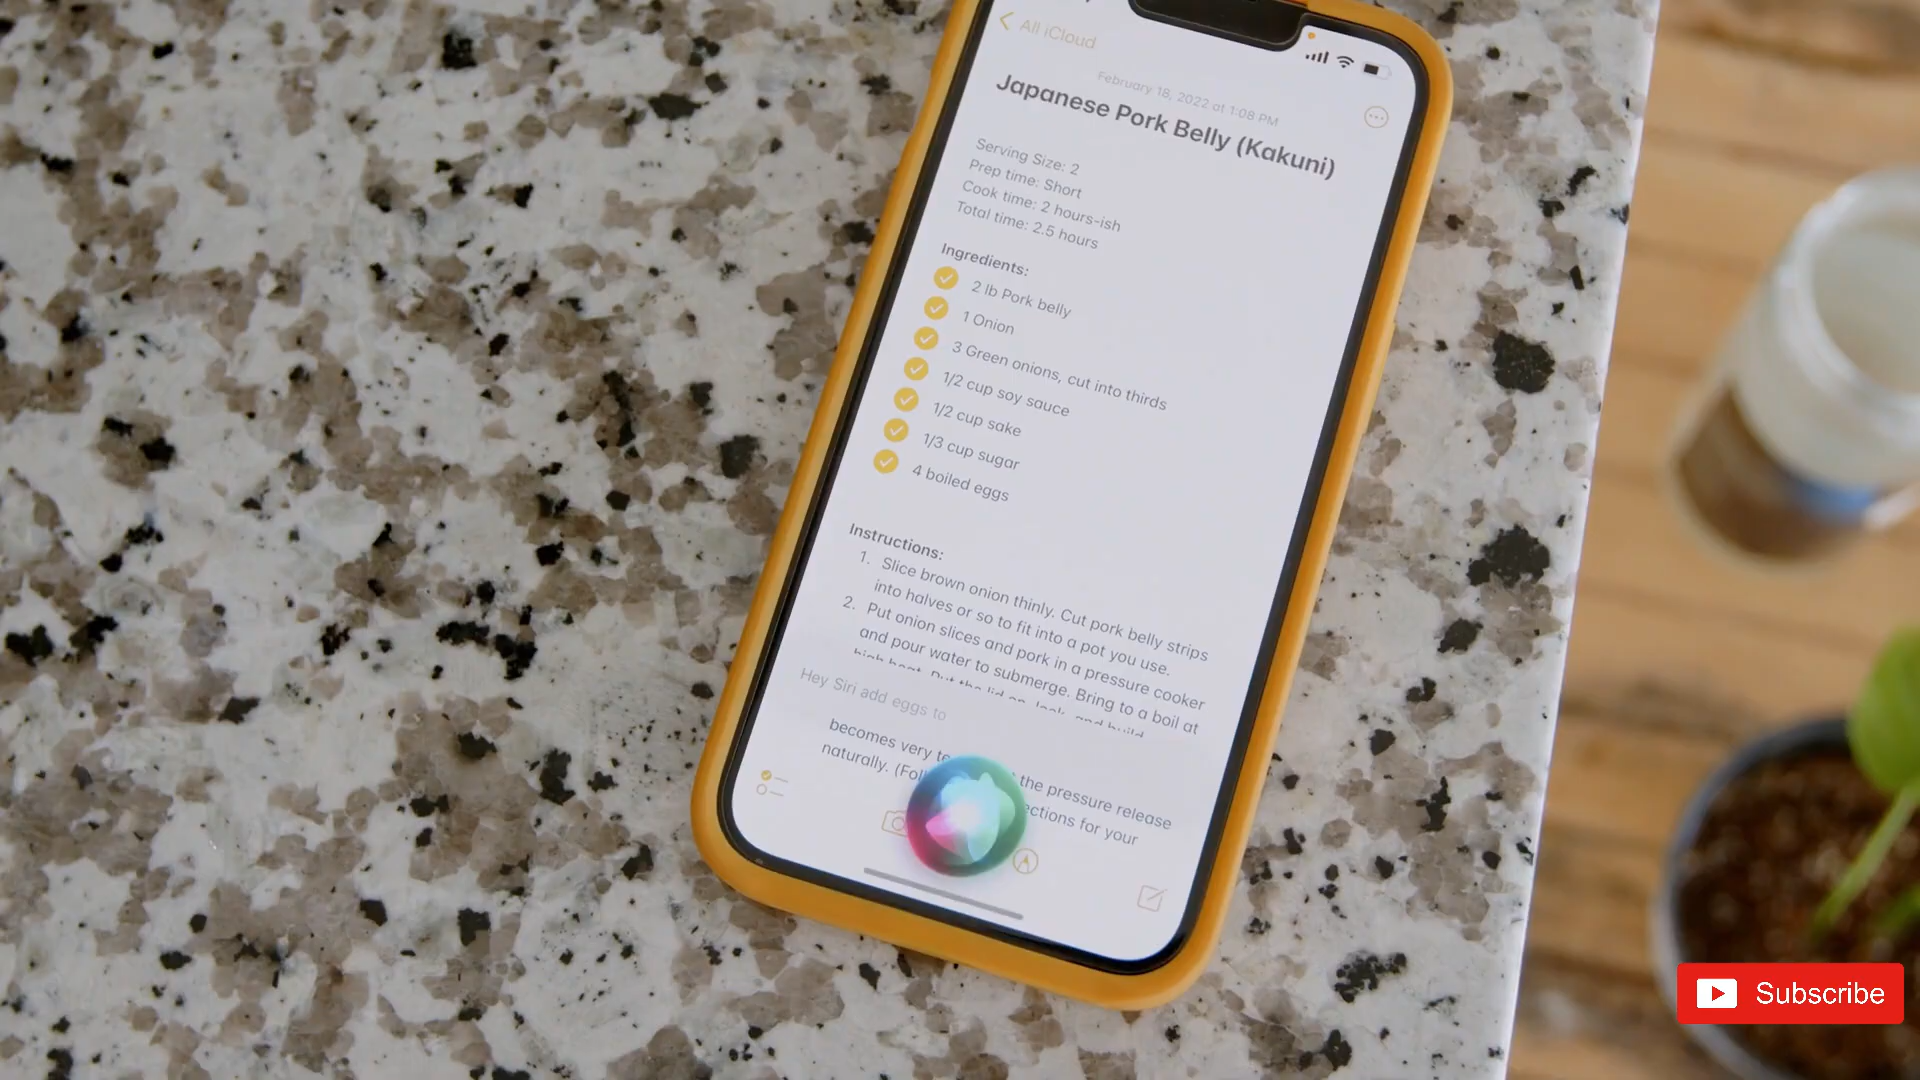 All iCloud
February 18, 2022 at 1:08 PM
Japanese Pork Belly (Kakuni)
Serving Size: 2
Prep time: Short
Cook time: 2 hours-ish
Total time: 2.5 hours
Ingredients:
2 lb Pork belly
1 Onion
3 Green onions, cut into thirds
1/2 cup soy sauce
1/2 cup sake
1/3 cup sugar
4 boiled eggs
Instructions:
1. Slice brown onion thinly. Cut pork belly strips
into halves or so to fit into a pot you use.
2. Put onion slices and pork in a pressure cooker
and pour water to submerge. Bring to a boil at
high heat. Put the lid on, lock, and build
Hey Siri add eggs to
becomes very the pressure release
naturally. for your
Subscribe